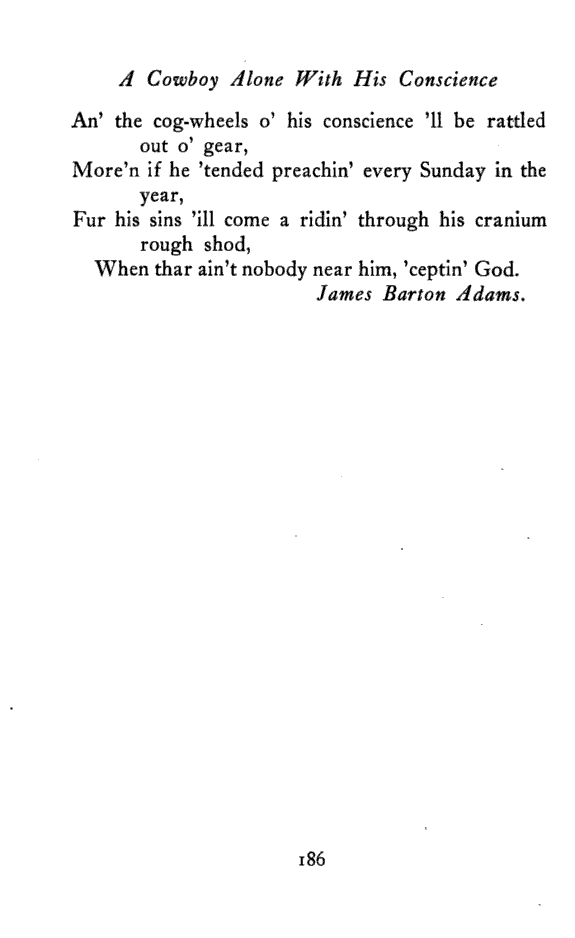 A Cowboy Alone With His Conscience
An' the cog-wheels o' his conscience 'll be rattled
out o' gear,
More'n if he 'tended preachin' every Sunday in the
year,
Fur his sins 'ill come a ridin' through his cranium
rough shod,
When thar ain't nobody near him, 'ceptin' God.
James Barton Adams.
186